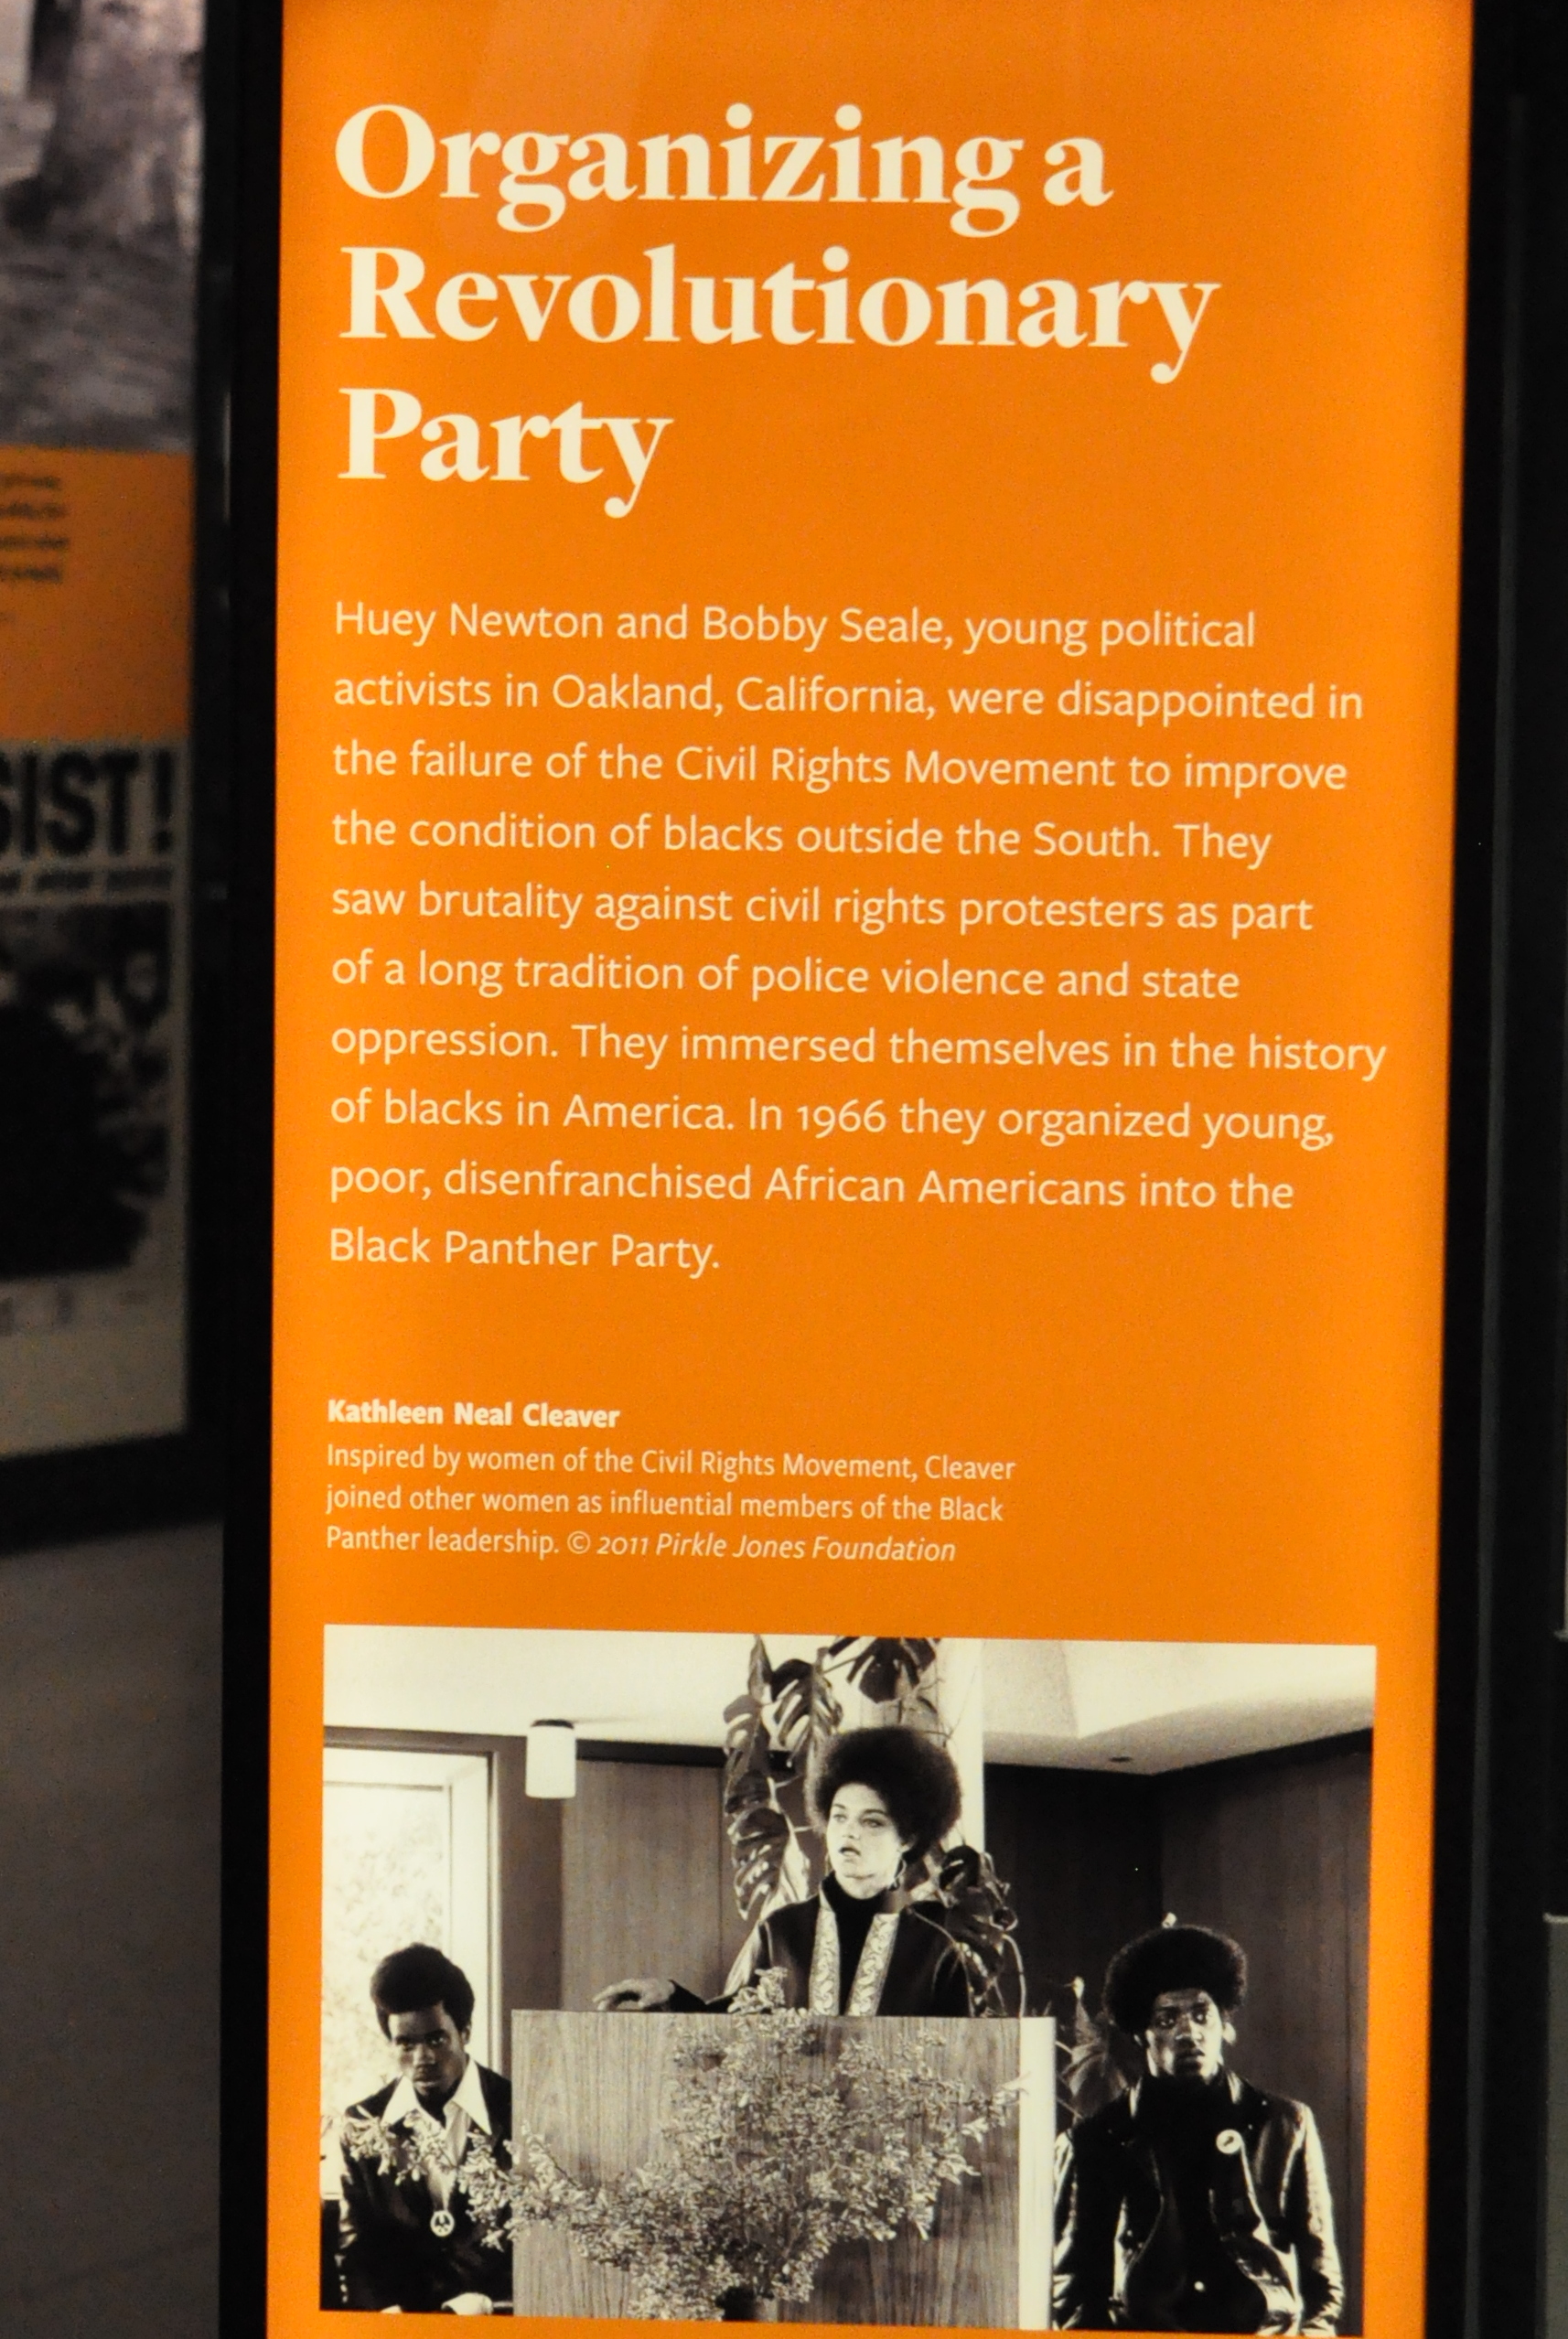 Organizing a
Revolutionary
Party
Huey Newton and Bobby Seale, young political
activists in Oakland, California, were disappointed in
the failure of the Civil Rights Movement to improve
the condition of blacks outside the South. They
saw brutality against civil rights protesters as part
of a long tradition of police violence and state
oppression. They immersed themselves in the history
of blacks in America. In 1966 they organized young,
poor, disenfranchised African Americans into the
Black Panther Party.
Kathleen Neal Cleaver
Inspired by women of the Civil Rights Movement, Cleaver
joined other women as influential members of the Black
Panther leadership. © 2011 Pirkle Jones Foundation
SIST!